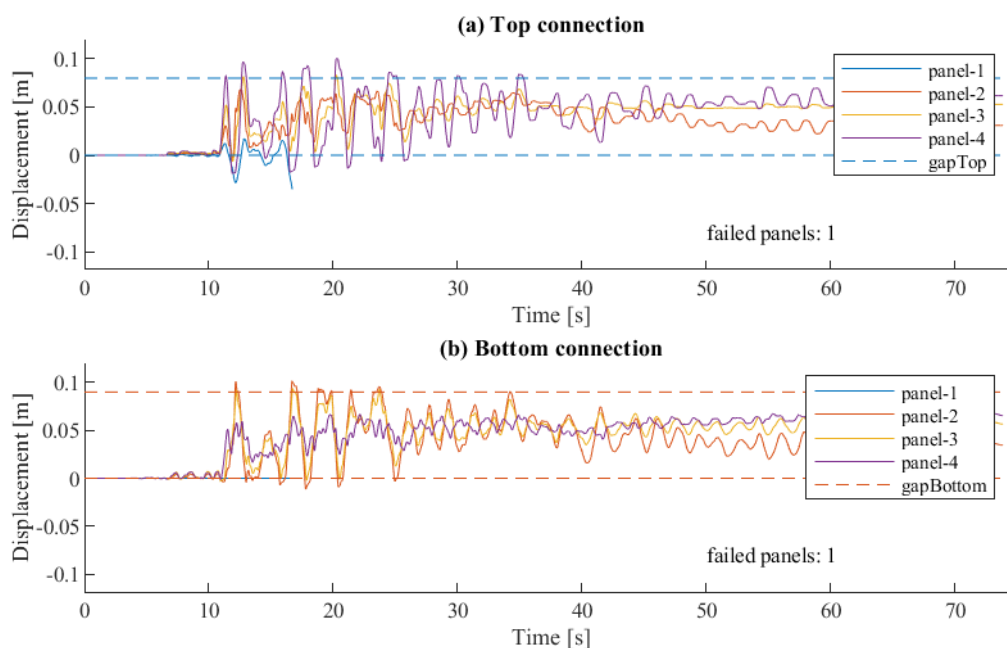 (a) Top connection
Displacement [m]
0.1
0.05
0
-0.05
-0.1
panel-1
panel-2
panel-3
panel-4
gapTop
failed panels: 1
0 10 20 30 40 50 60 70
Time [s]
(b) Bottom connection
Displacement [m]
0.1
0.05
0
-0.05
-0.1
panel-1
panel-2
panel-3
panel-4
gapBottom
failed panels: 1
0 10 20 30 40 50 60 70
Time [s]